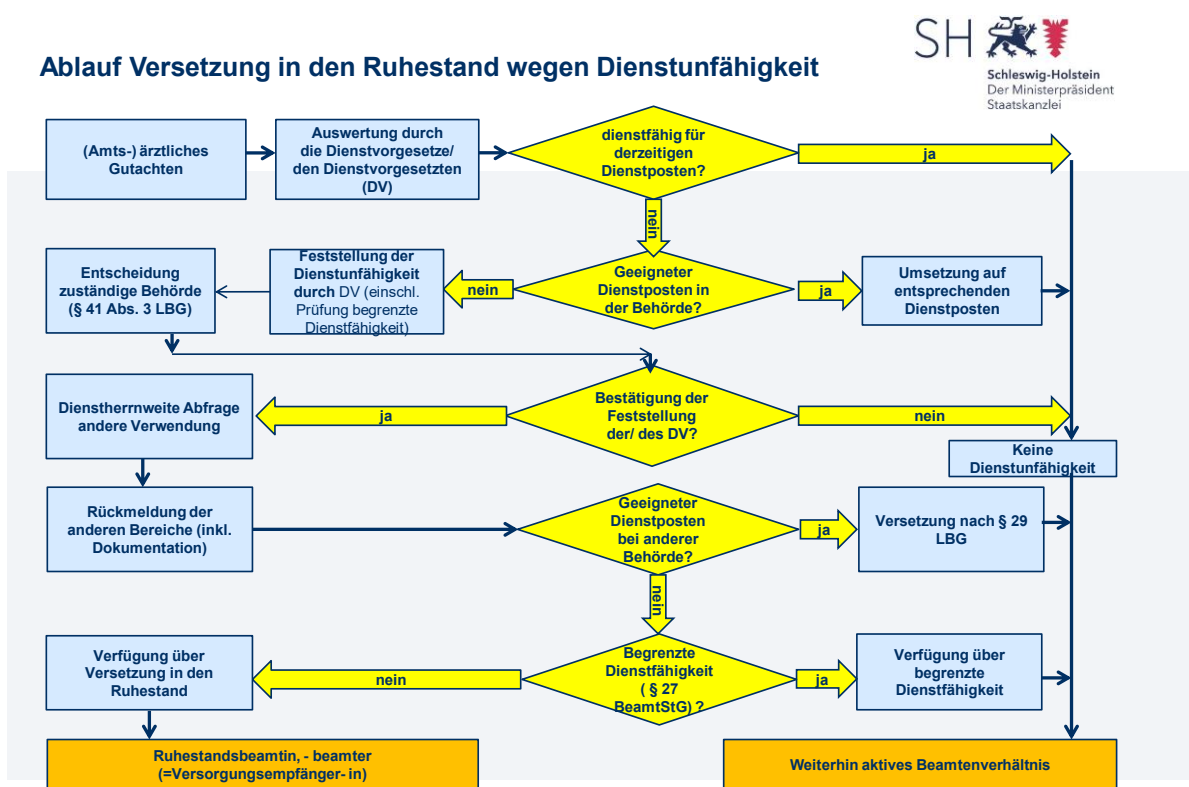 SH
Schleswig-Holstein
Der Ministerpräsident
Staatskanzlei
Ablauf Versetzung in den Ruhestand wegen Dienstunfähigkeit
(Amts-) ärztliches
Gutachten
Auswertung durch
die Dienstvorgesetze/
den Dienstvorgesetzten
(DV)
dienstfähig für
derzeitigen
Dienstposten?
ja
nein
Entscheidung
zuständige Behörde
(§ 41 Abs. 3 LBG)
Feststellung der
Dienstunfähigkeit
durch DV (einschl.
Prüfung begrenzte
Dienstfähigkeit)
nein
Geeigneter
Dienstposten in
der Behörde?
ja
Umsetzung auf
entsprechenden
Dienstposten
Dienstherrnweite Abfrage
andere Verwendung
ja
Bestätigung der
Feststellung
der/ des DV?
nein
Keine
Dienstunfähigkeit
Rückmeldung der
anderen Bereiche (inkl.
Dokumentation)
Geeigneter
Dienstposten
bei anderer
Behörde?
ja
Versetzung nach § 29
LBG
nein
Verfügung über
Versetzung in den
Ruhestand
nein
Begrenzte
Dienstfähigkeit
( § 27
BeamtStG) ?
ja
Verfügung über
begrenzte
Dienstfähigkeit
Ruhestandsbeamtin, - beamter
(=Versorgungsempfänger- in)
Weiterhin aktives Beamtenverhältnis